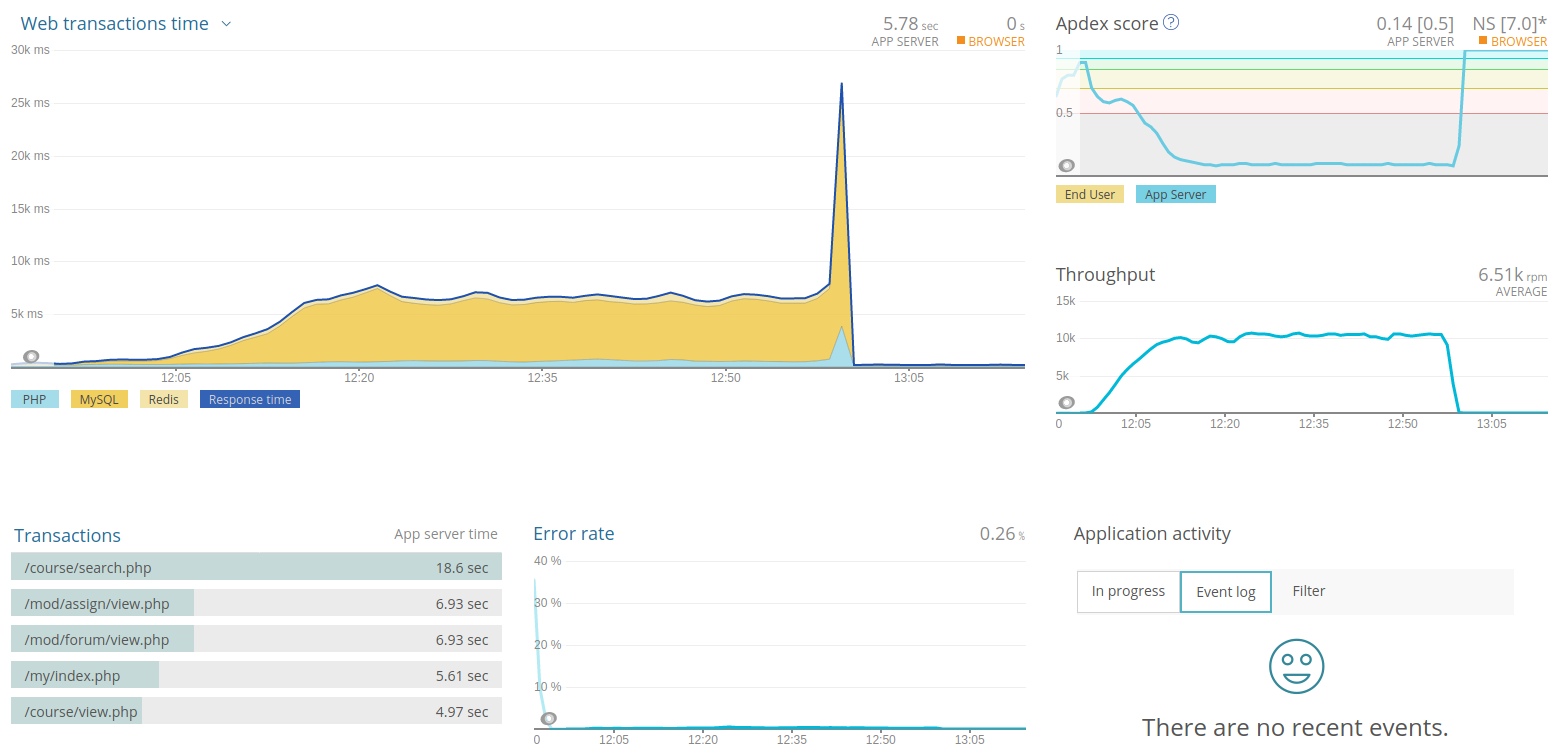 Web transactions time
5.78 sec
APP SERVER
0 s
BROWSER
30k ms
25k ms
20k ms
15k ms
10k ms
5k ms
12:05 12:20 12:35 12:50 13:05
PHP MySQL Redis Response time
Apdex score ?
0.14 [0.5]
APP SERVER
NS [7.0]*
BROWSER
1
0.5
End User App Server
Throughput
6.51k rpm
AVERAGE
15k
10k
5k
0 12:05 12:20 12:35 12:50 13:05
Transactions App server time
/course/search.php 18.6 sec
/mod/assign/view.php 6.93 sec
/mod/forum/view.php 6.93 sec
/my/index.php 5.61 sec
/course/view.php 4.97 sec
Error rate 0.26 %
40 %
30 %
20 %
10 %
0 12:05 12:20 12:35 12:50 13:05
Application activity
In progress Event log Filter
There are no recent events.